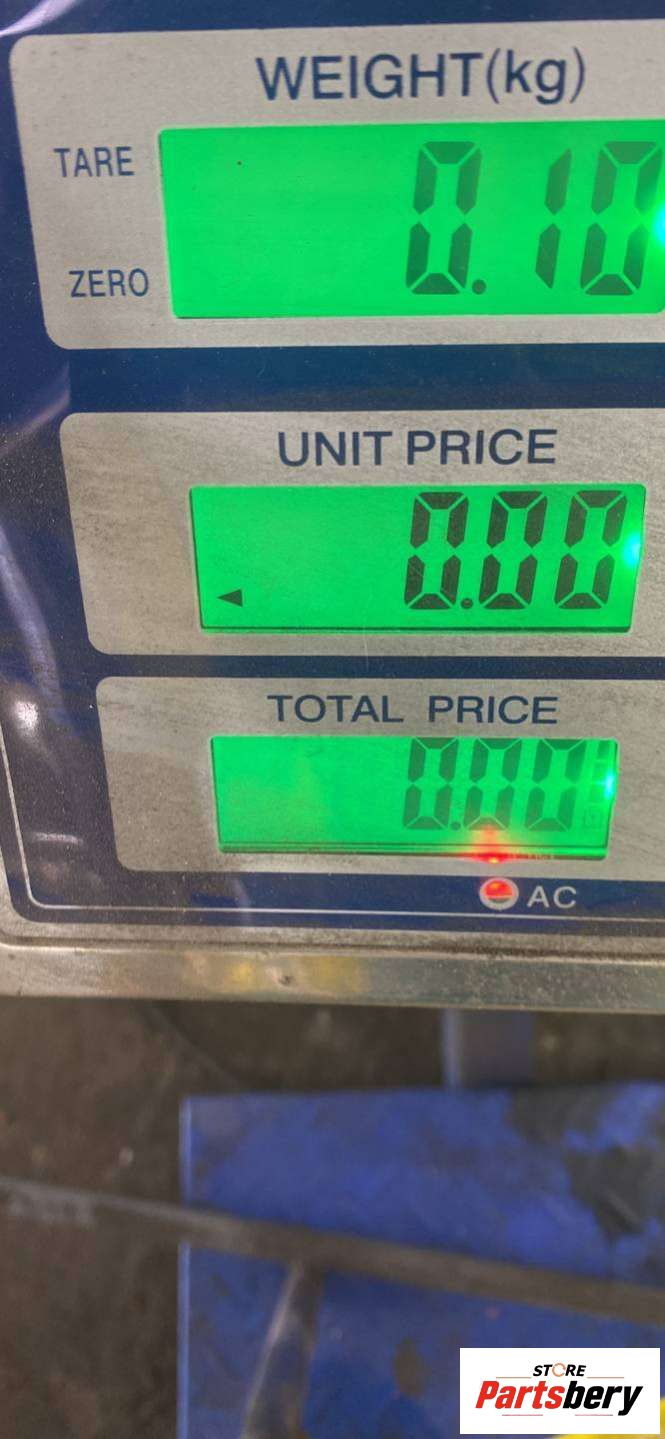 WEIGHT(kg)
TARE
0.10
ZERO
UNIT PRICE
0.00
TOTAL PRICE
0.00
AC
STORE
Partsbery